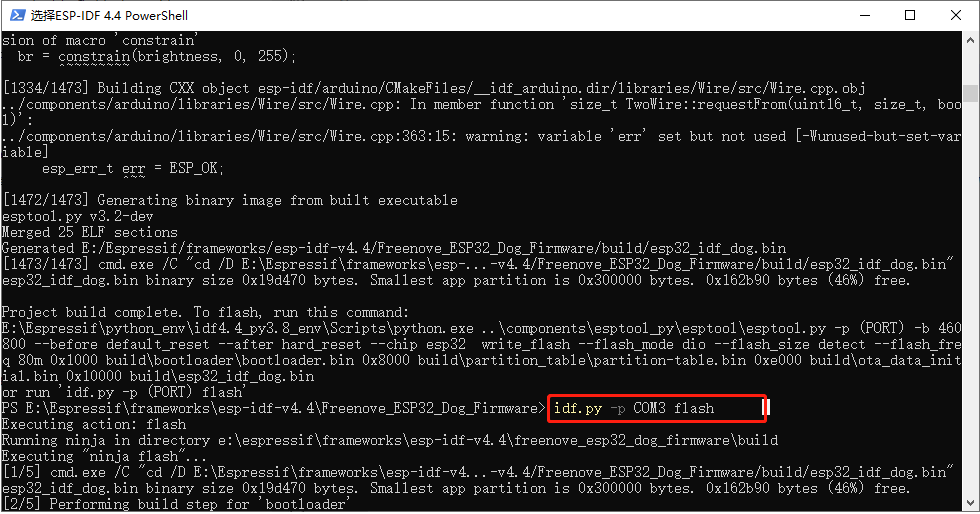 选择ESP-IDF 4.4 PowerShell
sion of macro 'constrain'
br = constrain(brightness, 0, 255);
^~~~~~~~~
[1334/1473] Building CXX object esp-idf/arduino/CMakeFiles/__idf_arduino.dir/libraries/Wire/src/Wire.cpp.obj
../components/arduino/libraries/Wire/src/Wire.cpp: In member function 'size_t TwoWire::requestFrom(uint16_t, size_t, boo
l)':
../components/arduino/libraries/Wire/src/Wire.cpp:363:15: warning: variable 'err' set but not used [-Wunused-but-set-var
iable]
esp_err_t err = ESP_OK;
^~~
[1472/1473] Generating binary image from built executable
esptool.py v3.2-dev
Merged 25 ELF sections
Generated E:/Espressif/frameworks/esp-idf-v4.4/Freenove_ESP32_Dog_Firmware/build/esp32_idf_dog.bin
[1473/1473] cmd.exe /C "cd /D E:\Espressif\frameworks\esp-...-v4.4/Freenove_ESP32_Dog_Firmware/build/esp32_idf_dog.bin"
esp32_idf_dog.bin binary size 0x19d470 bytes. Smallest app partition is 0x300000 bytes. 0x162b90 bytes (46%) free.
Project build complete. To flash, run this command:
E:\Espressif\python_env\idf4.4_py3.8_env\Scripts\python.exe ..\components\esptool_py\esptool\esptool.py -p (PORT) -b 460
800 --before default_reset --after hard_reset --chip esp32  write_flash --flash_mode dio --flash_size detect --flash_fre
q 80m 0x1000 build\bootloader\bootloader.bin 0x8000 build\partition_table\partition-table.bin 0xe000 build\ota_data_init
ial.bin 0x10000 build\esp32_idf_dog.bin
or run 'idf.py -p (PORT) flash'
PS E:\Espressif\frameworks\esp-idf-v4.4\Freenove_ESP32_Dog_Firmware> idf.py -p COM3 flash
Executing action: flash
Running ninja in directory e:\espressif\frameworks\esp-idf-v4.4\freenove_esp32_dog_firmware\build
Executing "ninja flash"...
[1/5] cmd.exe /C "cd /D E:\Espressif\frameworks\esp-idf-v4...-v4.4/Freenove_ESP32_Dog_Firmware/build/esp32_idf_dog.bin"
esp32_idf_dog.bin binary size 0x19d470 bytes. Smallest app partition is 0x300000 bytes. 0x162b90 bytes (46%) free.
[2/5] Performing build step for 'bootloader'